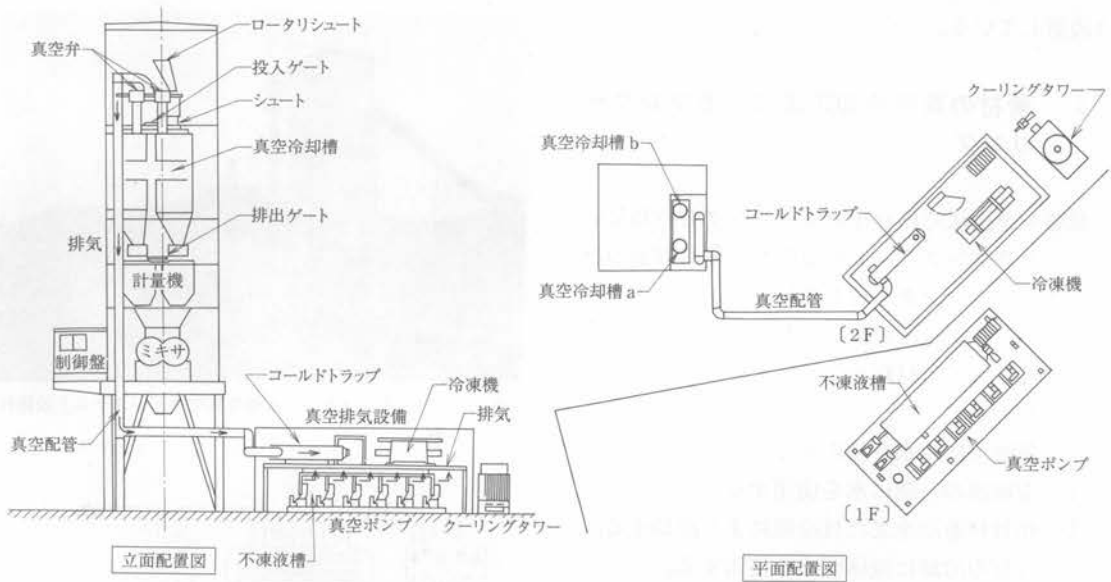 ロータリシュート
真空弁
投入ゲート
シュート
真空冷却槽
排出ゲート
排気
計量機
制御盤
ミキサ
コールドトラップ
冷凍機
真空排気設備
排気
真空配管
真空ポンプ
クーリングタワー
不凍液槽
立面配置図
クーリングタワー
真空冷却槽 b
コールドトラップ
真空冷却槽 a
真空配管
冷凍機
〔2F〕
不凍液槽
真空ポンプ
〔1F〕
平面配置図